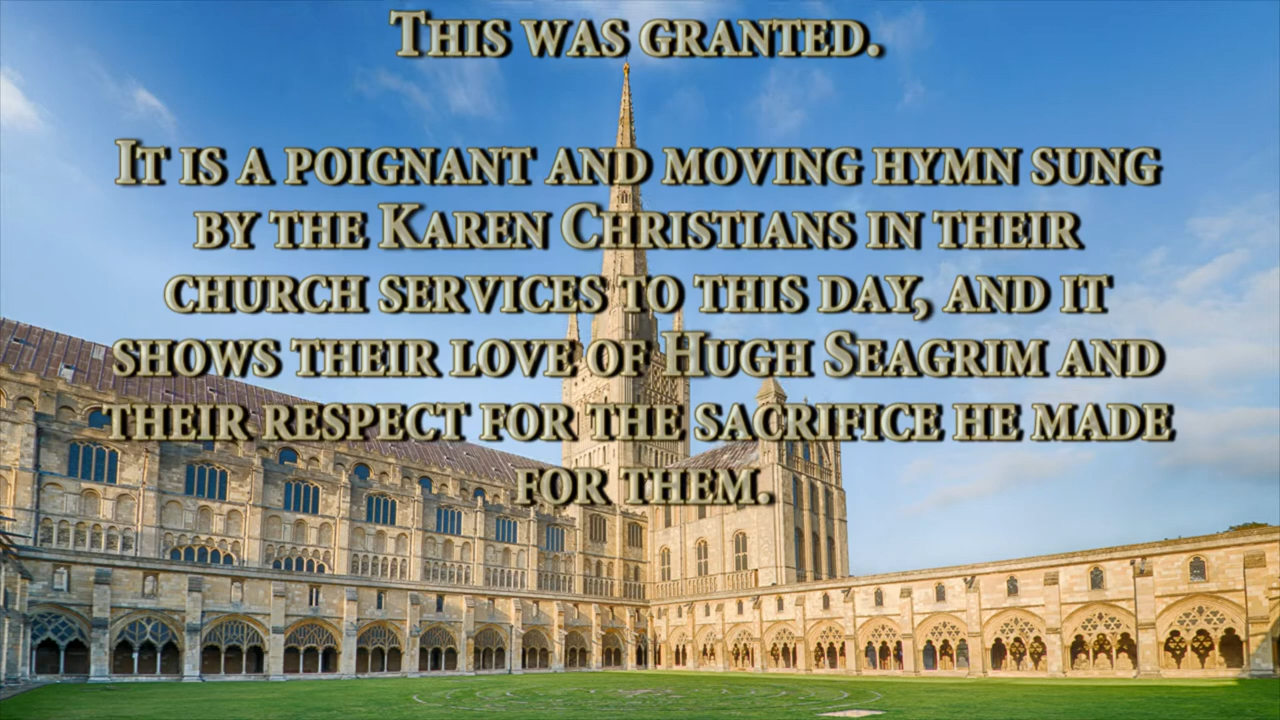 This was granted.
It is a poignant and moving hymn sung
by the Karen Christians in their
church services to this day, and it
shows their love of Hugh Seagrim and
their respect for the sacrifice he made
for them.